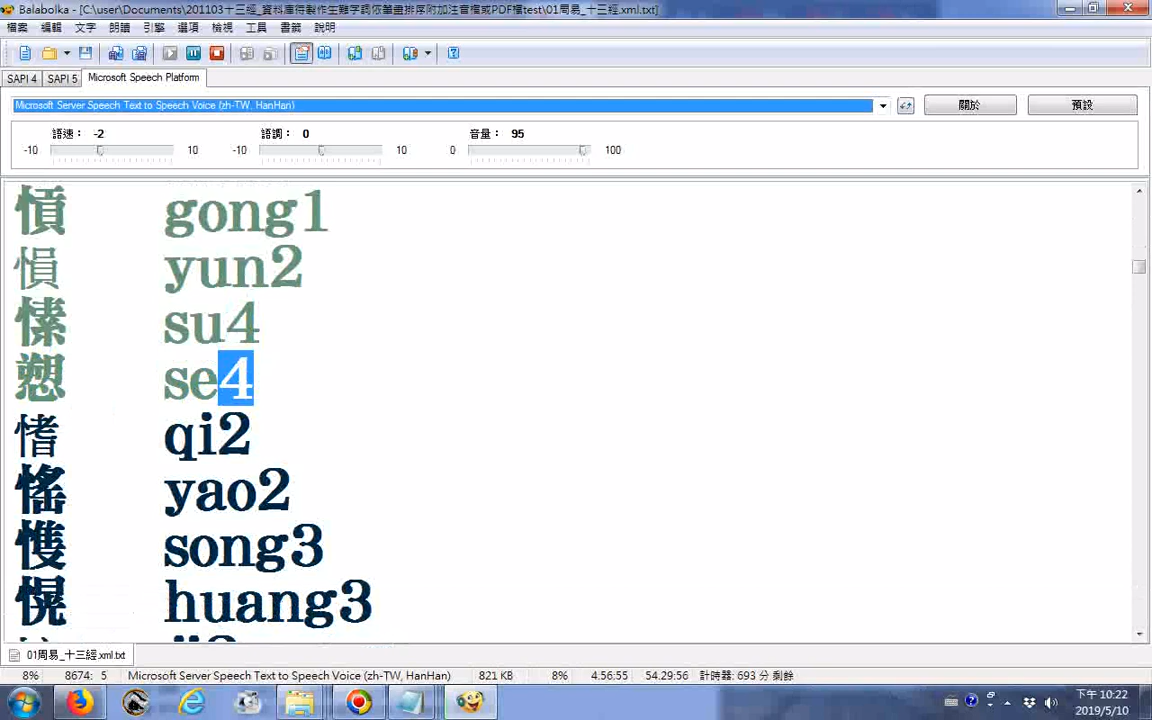 Balabolka - [C:\user\Documents\201103十三經_資料庫待製作生難字詞依筆畫排序附加注音檔或PDF檔test\01周易_十三經.xml.txt]
檔案 編輯 文字 朗讀 引擎 選項 檢視 工具 書籤 說明
SAPI 4 SAPI 5 Microsoft Speech Platform
Microsoft Server Speech Text to Speech Voice (zh-TW, HanHan) 關於 預設
語速： -2 語調： 0 音量： 95
-10 10 -10 10 0 100
慐 gong1
愪 yun2
愫 su4
愬 se4
愭 qi2
愮 yao2
愯 song3
愰 huang3
01周易_十三經.xml.txt
8% 8674: 5 Microsoft Server Speech Text to Speech Voice (zh-TW, HanHan) 821 KB 8% 4:56:55 54.29:56 計時器: 693 分 剩餘
下午 10:22
2019/5/10